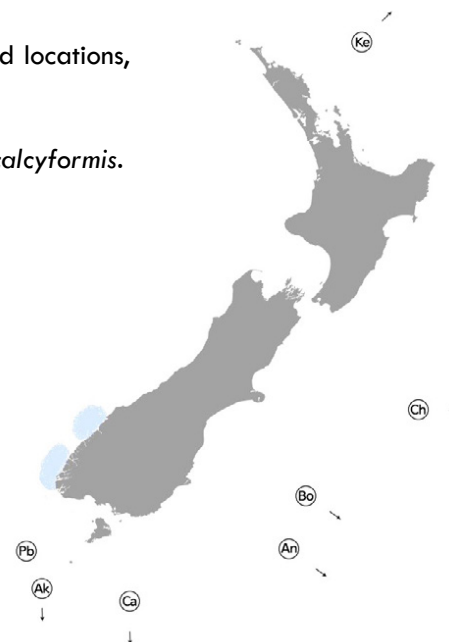 d locations,
alcyformis.
Ke
Ch
Bo
An
Pb
Ak
Ca